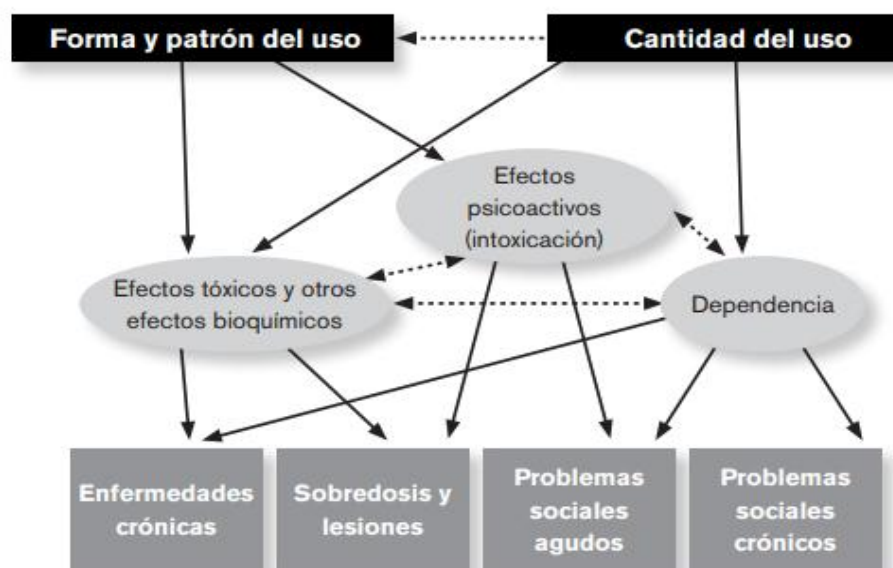 Forma y patrón del uso
Cantidad del uso
Efectos
psicoactivos
(intoxicación)
Efectos tóxicos y otros
efectos bioquímicos
Dependencia
Enfermedades
crónicas
Sobredosis y
lesiones
Problemas
sociales
agudos
Problemas
sociales
crónicos